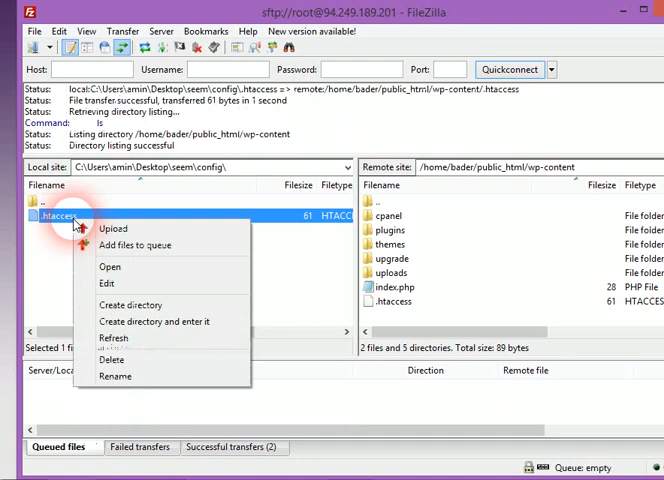 sftp://root@94.249.189.201 - FileZilla
File Edit View Transfer Server Bookmarks Help New version available!
Host: Username: Password: Port: Quickconnect
Status: local:C:\Users\amin\Desktop\seem\config\.htaccess => remote:/home/bader/public_html/wp-content/.htaccess
Status: File transfer successful, transferred 61 bytes in 1 second
Status: Retrieving directory listing...
Command: ls
Status: Listing directory /home/bader/public_html/wp-content
Status: Directory listing successful
Local site: C:\Users\amin\Desktop\seem\config\
Remote site: /home/bader/public_html/wp-content
Filename Filesize Filetype
Filename Filesize Filetype
..
.htaccess 61 HTACC
Upload
Add files to queue
Open
Edit
Create directory
Create directory and enter it
Refresh
Delete
Rename
..
cpanel File folder
plugins File folder
themes File folder
upgrade File folder
uploads File folder
index.php 28 PHP File
.htaccess 61 HTACCES
Selected 1 fi
2 files and 5 directories. Total size: 89 bytes
Server/Loca Direction Remote file
Queued files Failed transfers Successful transfers (2)
Queue: empty